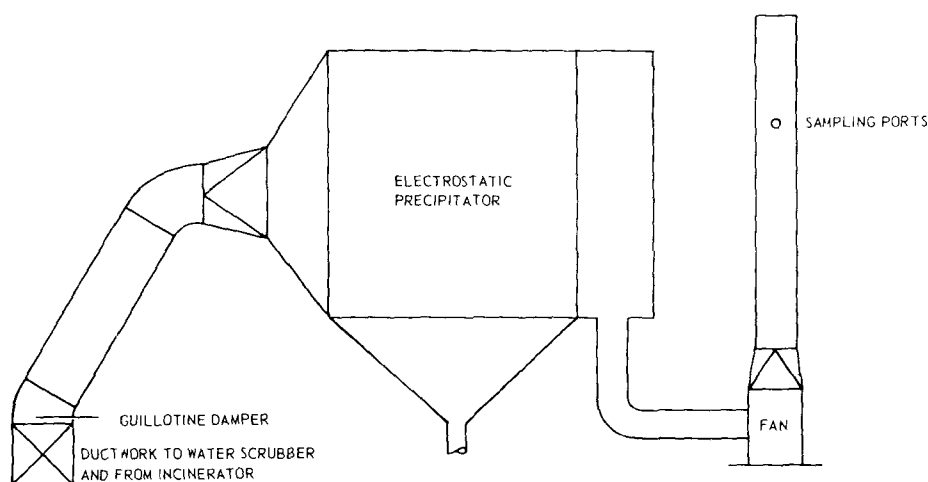 SAMPLING PORTS
ELECTROSTATIC
PRECIPITATOR
GUILLOTINE DAMPER
FAN
DUCTWORK TO WATER SCRUBBER
AND FROM INCINERATOR